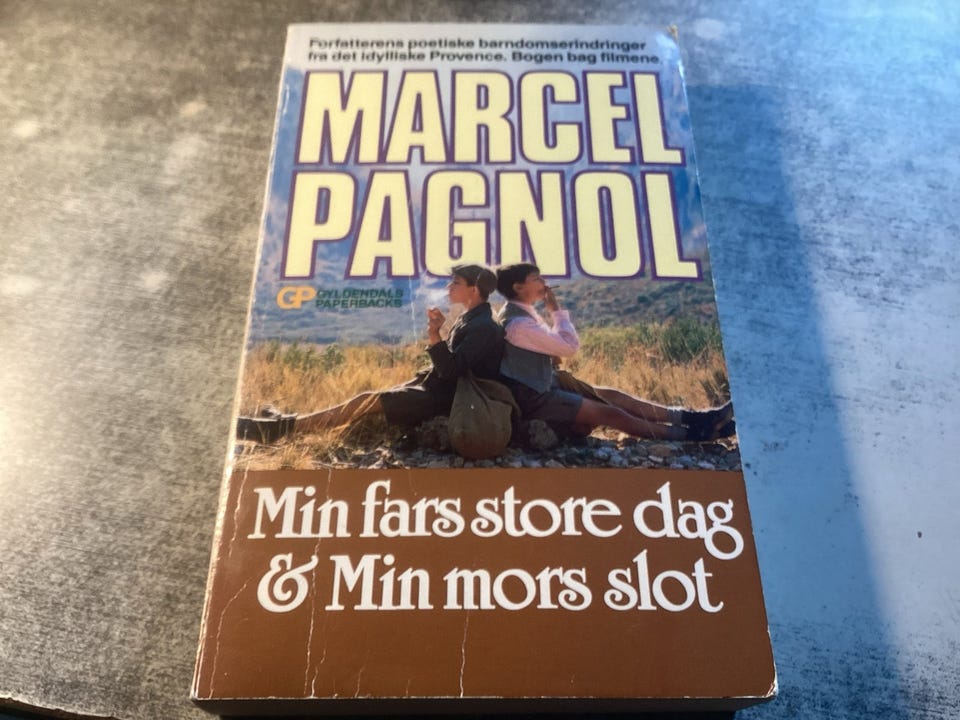 Forfatterens poetiske barndomserindringer
fra det idylliske Provence. Bogen bag filmene.
MARCEL
PAGNOL
GP GYLDENDALS
PAPERBACKS
Min fars store dag
& Min mors slot